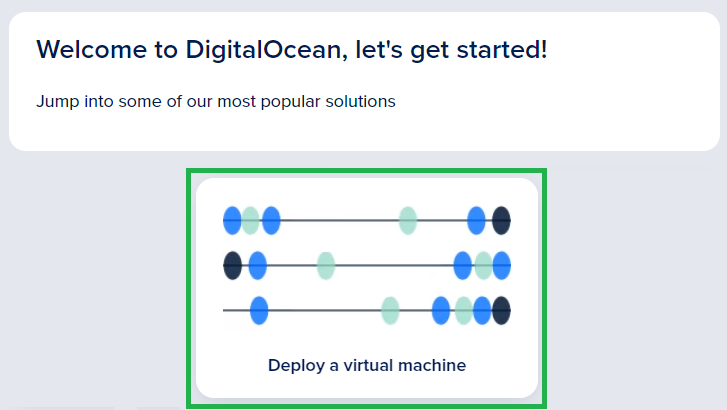 Welcome to DigitalOcean, let's get started!
Jump into some of our most popular solutions
Deploy a virtual machine